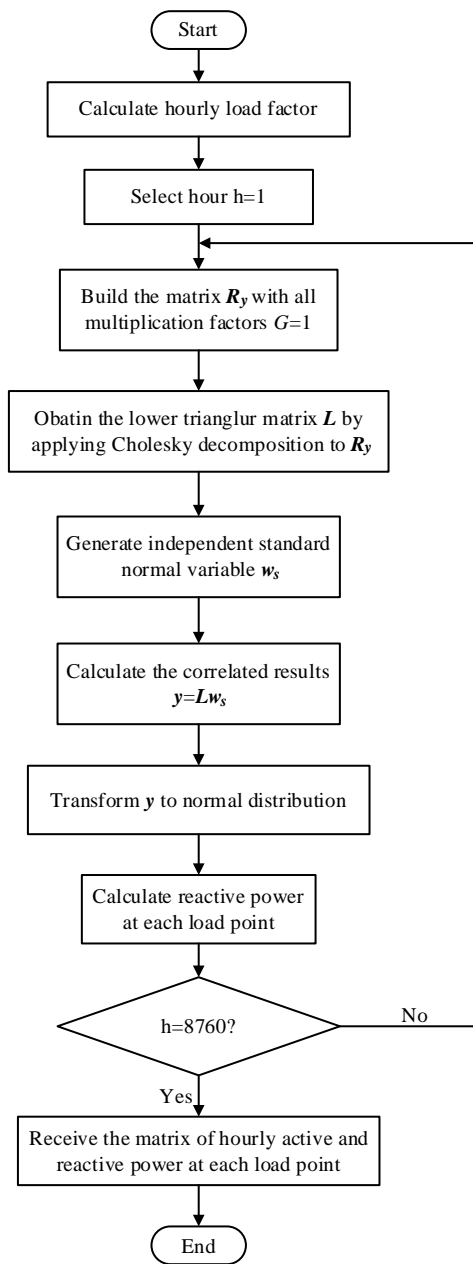 Start
Calculate hourly load factor
Select hour h=1
Build the matrix Ry with all
multiplication factors G=1
Obatin the lower trianglur matrix L by
applying Cholesky decomposition to Ry
Generate independent standard
normal variable ws
Calculate the correlated results
y=Lws
Transform y to normal distribution
Calculate reactive power
at each load point
h=8760?
No
Yes
Receive the matrix of hourly active and
reactive power at each load point
End